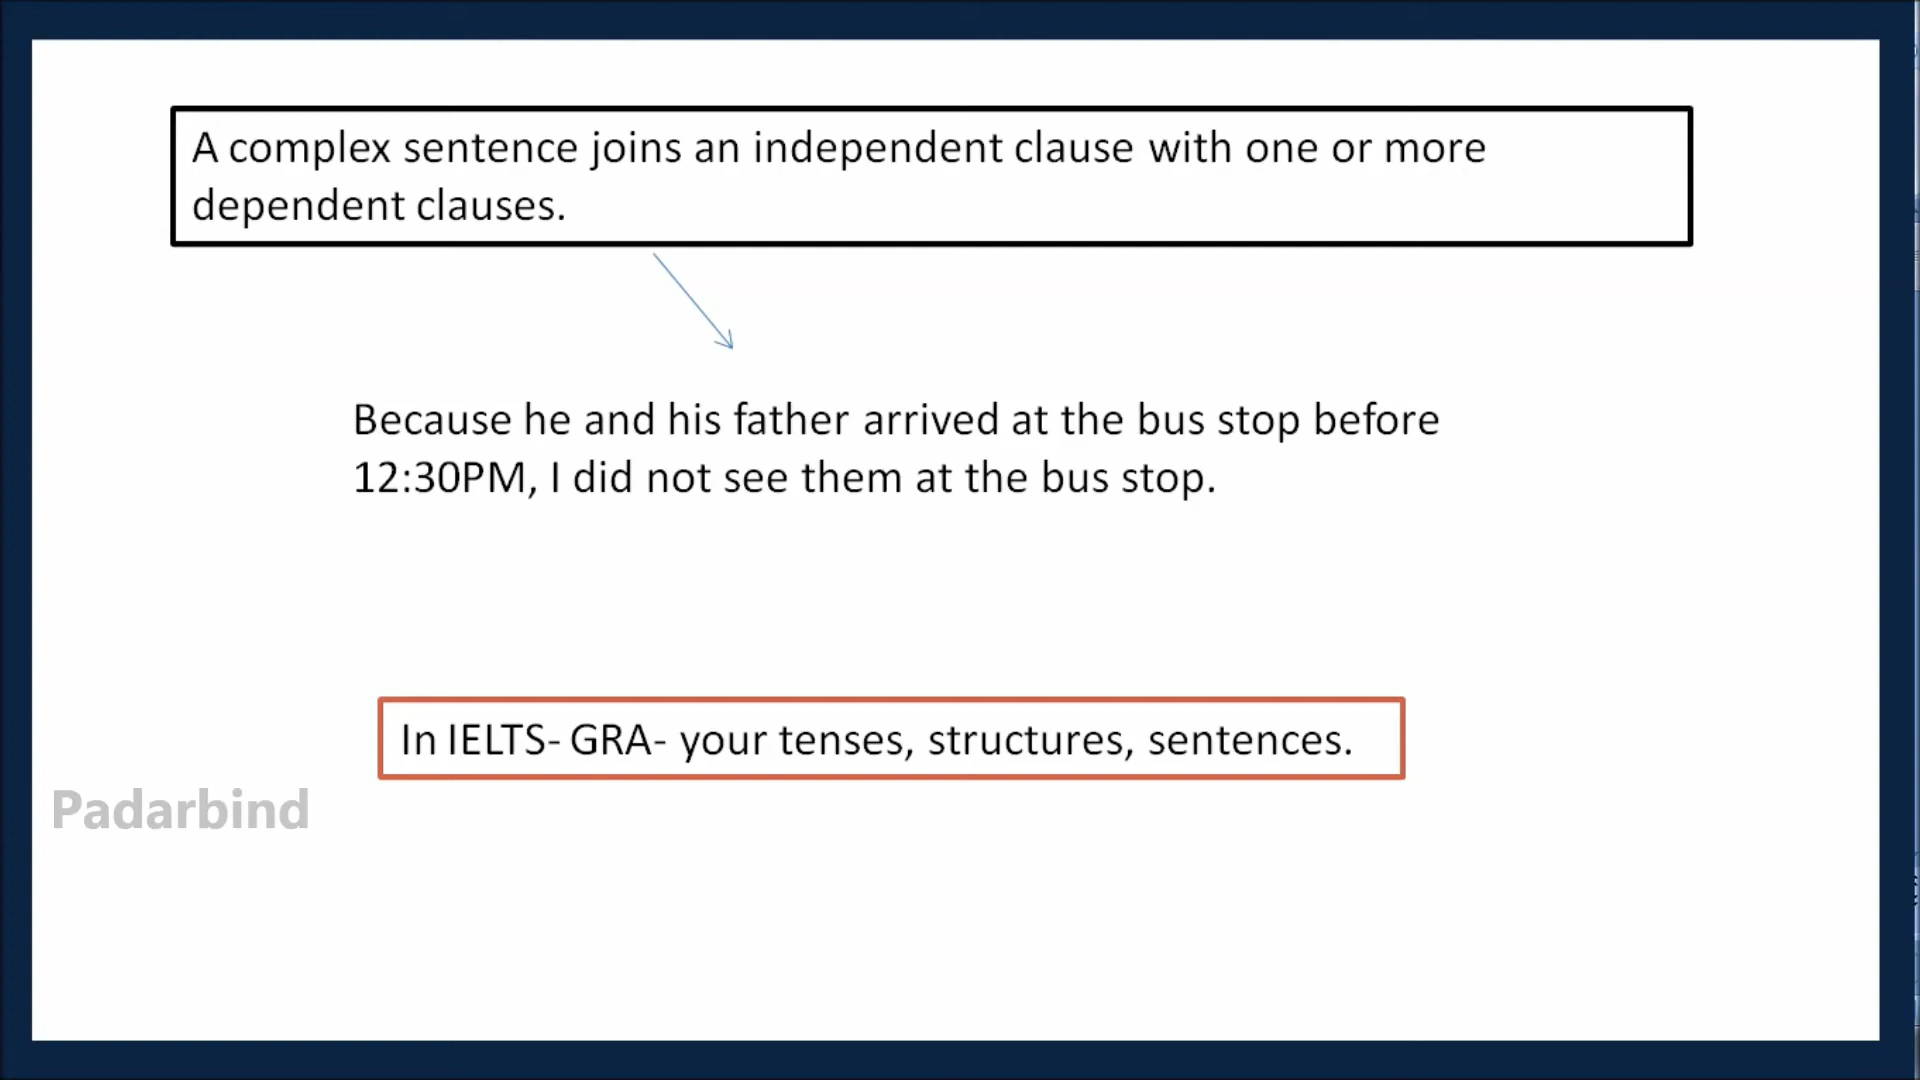 A complex sentence joins an independent clause with one or more
dependent clauses.
Because he and his father arrived at the bus stop before
12:30PM, I did not see them at the bus stop.
In IELTS- GRA- your tenses, structures, sentences.
Padarbind